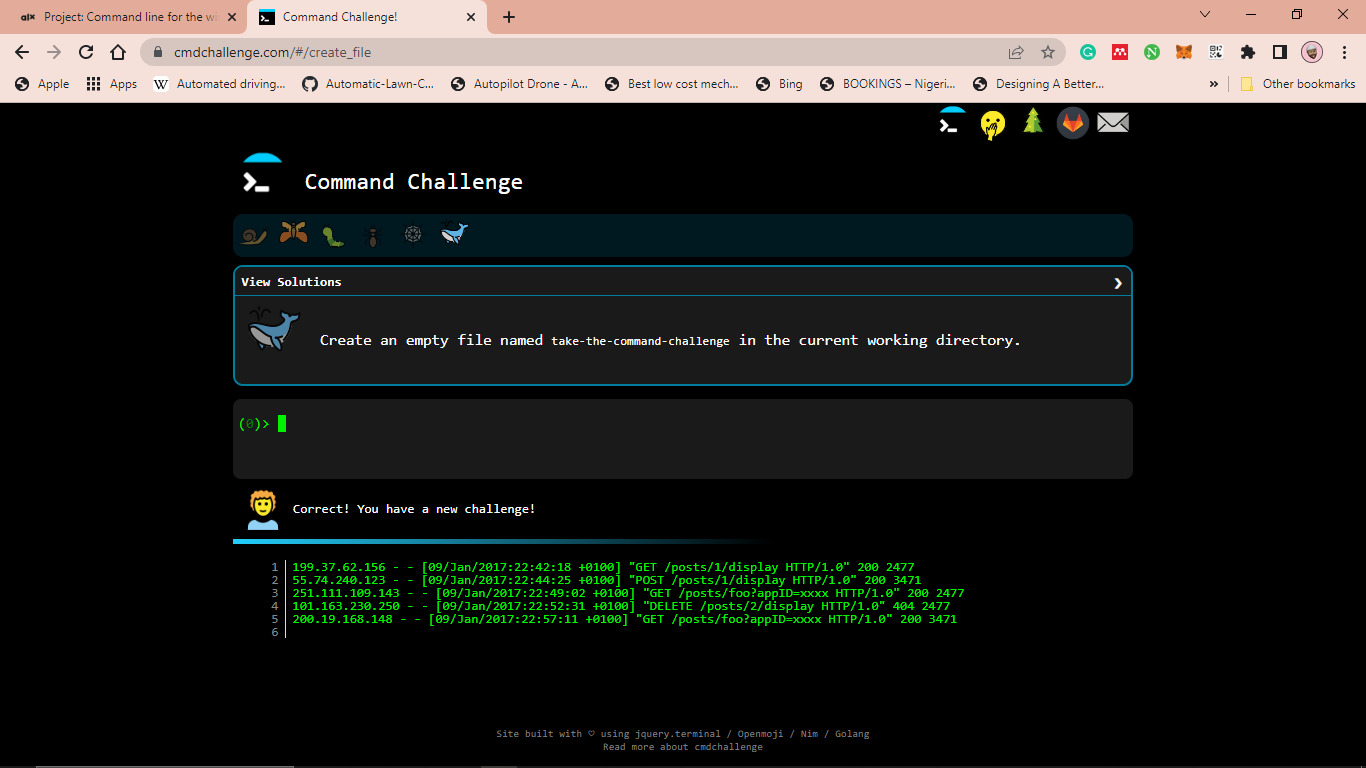 Project: Command line for the wi
Command Challenge!
cmdchallenge.com/#/create_file
Apple
Apps
W Automated driving...
Automatic-Lawn-C...
Autopilot Drone - A...
Best low cost mech...
Bing
BOOKINGS – Nigeri...
Designing A Better...
»
Other bookmarks
Command Challenge
View Solutions
Create an empty file named take-the-command-challenge in the current working directory.
(0)>
Correct! You have a new challenge!
1 199.37.62.156 - - [09/Jan/2017:22:42:18 +0100] "GET /posts/1/display HTTP/1.0" 200 2477
2 55.74.240.123 - - [09/Jan/2017:22:44:25 +0100] "POST /posts/1/display HTTP/1.0" 200 3471
3 251.111.109.143 - - [09/Jan/2017:22:49:02 +0100] "GET /posts/foo?appID=xxxx HTTP/1.0" 200 2477
4 101.163.230.250 - - [09/Jan/2017:22:52:31 +0100] "DELETE /posts/2/display HTTP/1.0" 404 2477
5 200.19.168.148 - - [09/Jan/2017:22:57:11 +0100] "GET /posts/foo?appID=xxxx HTTP/1.0" 200 3471
6
Site built with ♡ using jquery.terminal / Openmoji / Nim / Golang
Read more about cmdchallenge